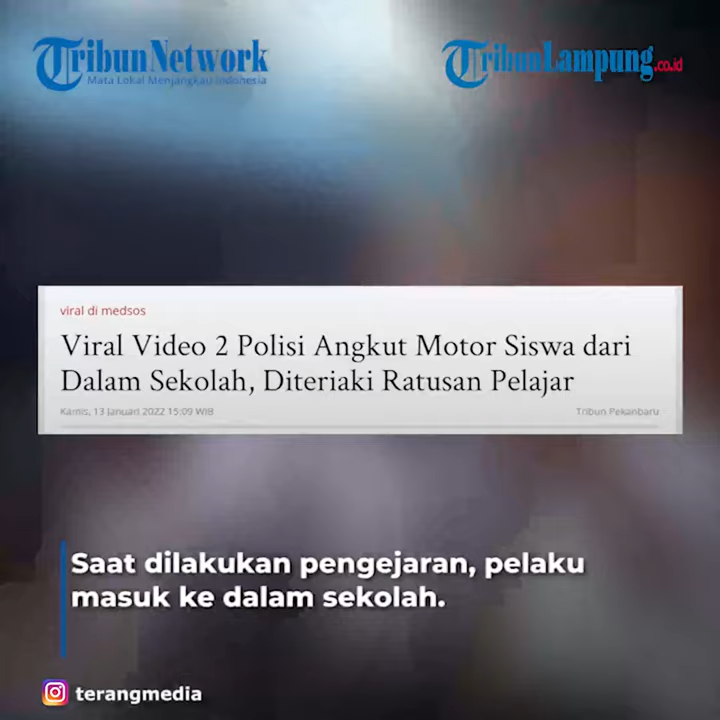 TribunNetwork
Mata Lokal Menjangkau Indonesia
TribunLampung.co.id
viral di medsos
Viral Video 2 Polisi Angkut Motor Siswa dari
Dalam Sekolah, Diteriaki Ratusan Pelajar
Kamis, 13 Januari 2022 15:09 WIB
Tribun Pekanbaru
Saat dilakukan pengejaran, pelaku
masuk ke dalam sekolah.
terangmedia